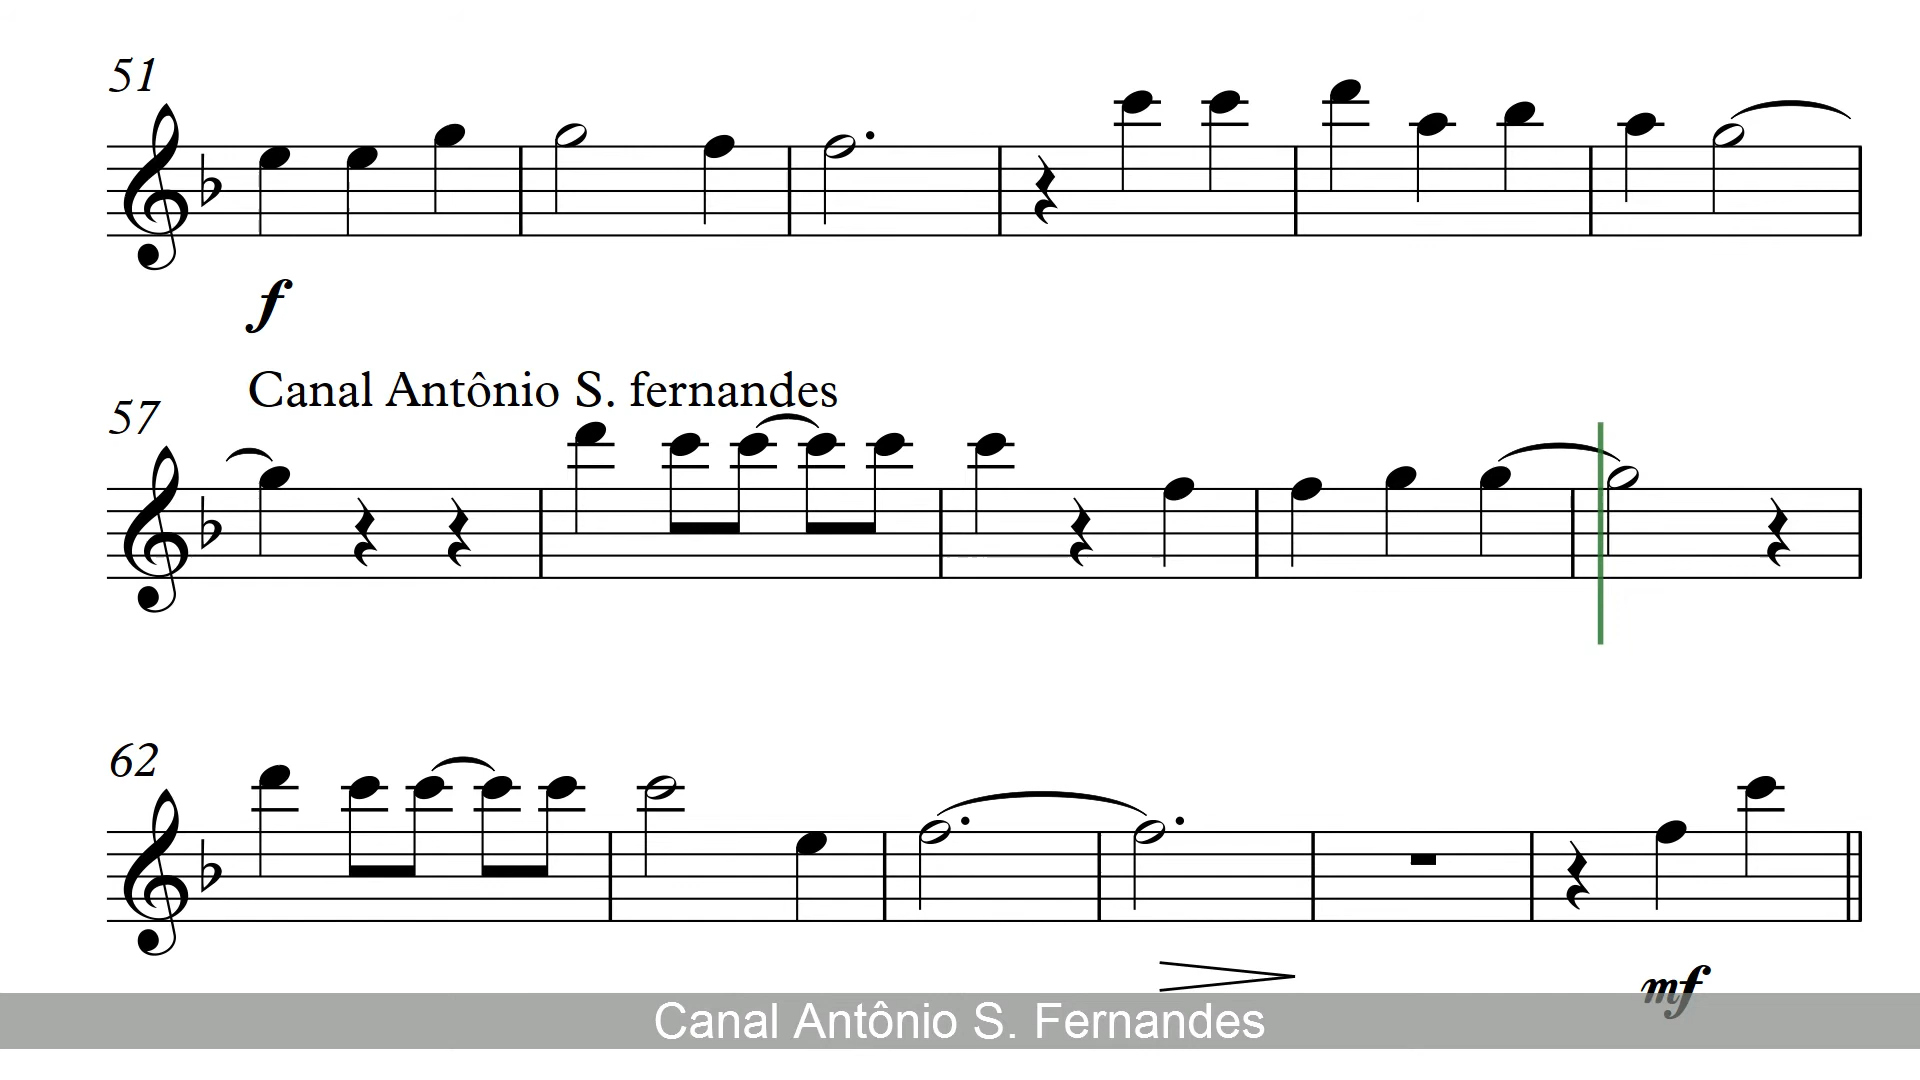 51
f
Canal Antônio S. fernandes
57
62
mf
Canal Antônio S. Fernandes